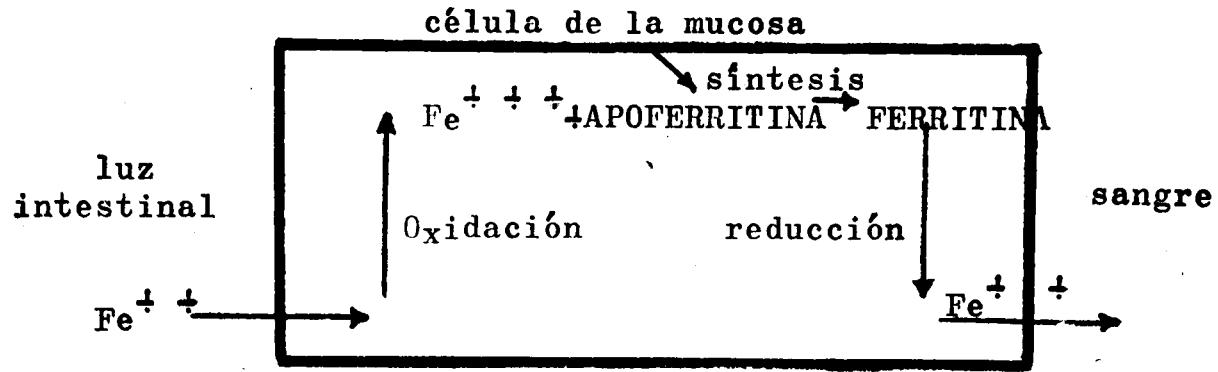 célula de la mucosa
síntesis
Fe+++ +APOFERRITINA → FERRITINA
luz
intestinal
Oxidación
reducción
sangre
Fe++
Fe++